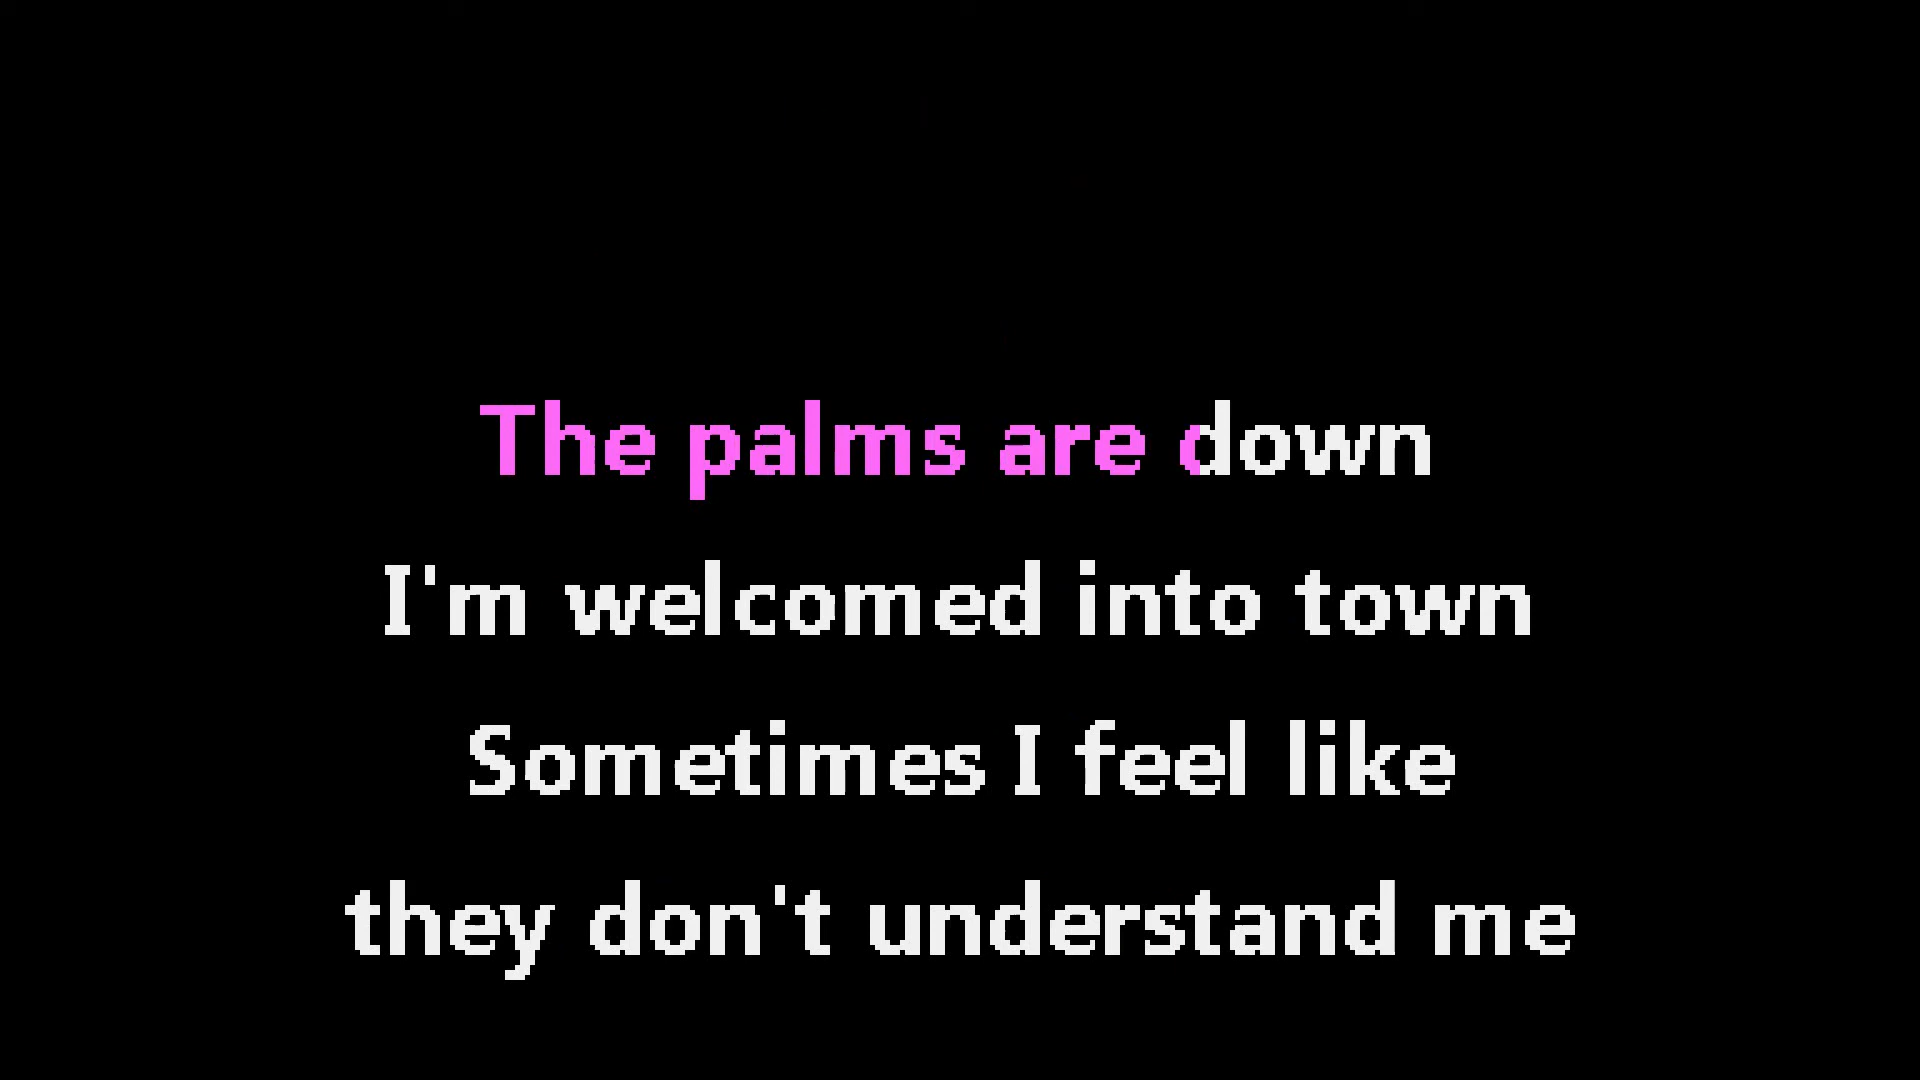 The palms are down
I'm welcomed into town
Sometimes I feel like
they don't understand me